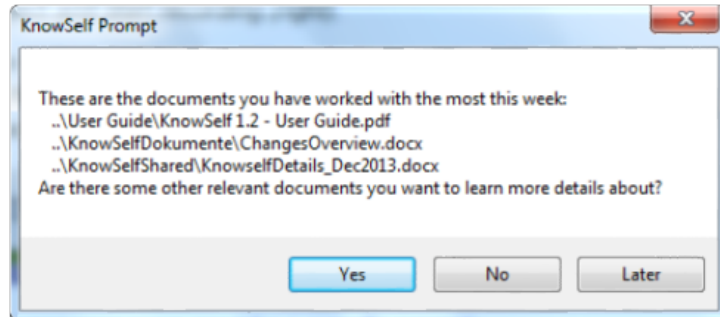 KnowSelf Prompt
These are the documents you have worked with the most this week:
..\User Guide\KnowSelf 1.2 - User Guide.pdf
..\KnowSelfDokumente\ChangesOverview.docx
..\KnowSelfShared\KnowselfDetails_Dec2013.docx
Are there some other relevant documents you want to learn more details about?
Yes No Later